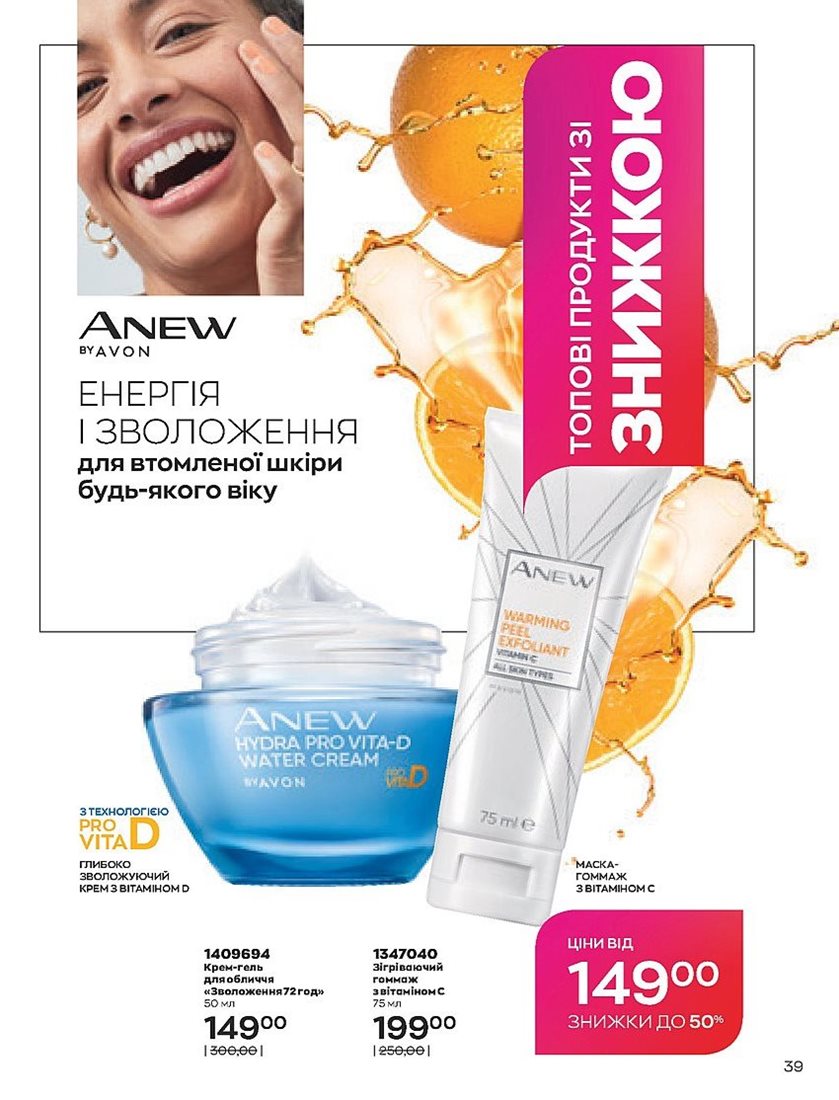 ТОПОВІ ПРОДУКТИ ЗІ
ЗНИЖКОЮ
ANEW
BY AVON
ЕНЕРГІЯ
І ЗВОЛОЖЕННЯ
для втомленої шкіри
будь-якого віку
ANEW
WARMING
PEEL
EXFOLIANT
VITAMIN C
ALL SKIN TYPES
75 ml e
ANEW
HYDRA PRO VITA-D
WATER CREAM
BY AVON
PRO
VITA D
З ТЕХНОЛОГІЄЮ
PRO
VITA D
ГЛИБОКО
ЗВОЛОЖУЮЧИЙ
КРЕМ З ВІТАМІНОМ D
МАСКА-
ГОММАЖ
З ВІТАМІНОМ С
1409694
Крем-гель
для обличчя
«Зволоження 72 год»
50 мл
149⁰⁰
|300,00|
1347040
Зігріваючий
гоммаж
з вітаміном С
75 мл
199⁰⁰
|250,00|
ЦІНИ ВІД
149⁰⁰
ЗНИЖКИ ДО 50%
39